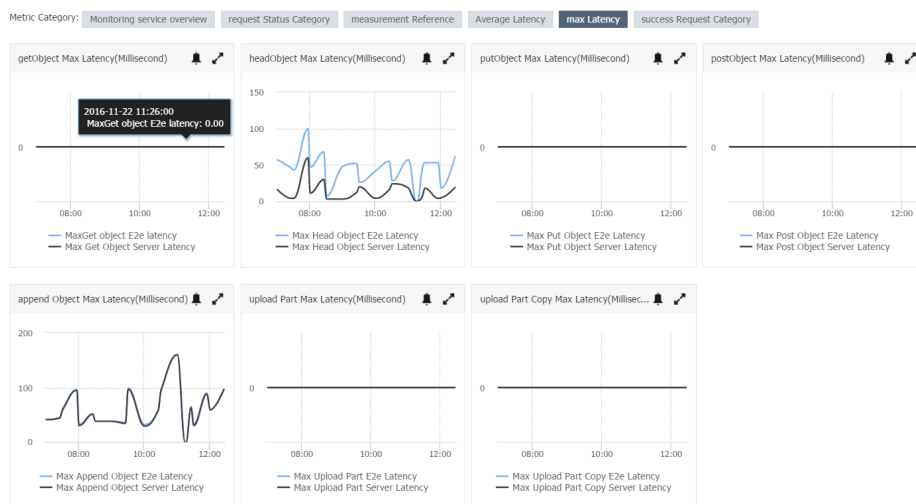 Metric Category: Monitoring service overview request Status Category measurement Reference Average Latency max Latency success Request Category
getObject Max Latency(Millisecond)
2016-11-22 11:26:00
MaxGet object E2e latency: 0.00
0
08:00 10:00 12:00
MaxGet object E2e latency
Max Get Object Server Latency
headObject Max Latency(Millisecond)
150
100
50
0
08:00 10:00 12:00
Max Head Object E2e Latency
Max Head Object Server Latency
putObject Max Latency(Millisecond)
0
08:00 10:00 12:00
Max Put Object E2e Latency
Max Put Object Server Latency
postObject Max Latency(Millisecond)
0
08:00 10:00 12:00
Max Post Object E2e Latency
Max Post Object Server Latency
append Object Max Latency(Millisecond)
200
100
0
08:00 10:00 12:00
Max Append Object E2e Latency
Max Append Object Server Latency
upload Part Max Latency(Millisecond)
0
08:00 10:00 12:00
Max Upload Part E2e Latency
Max Upload Part Server Latency
upload Part Copy Max Latency(Millisec...
0
08:00 10:00 12:00
Max Upload Part Copy E2e Latency
Max Upload Part Copy Server Latency